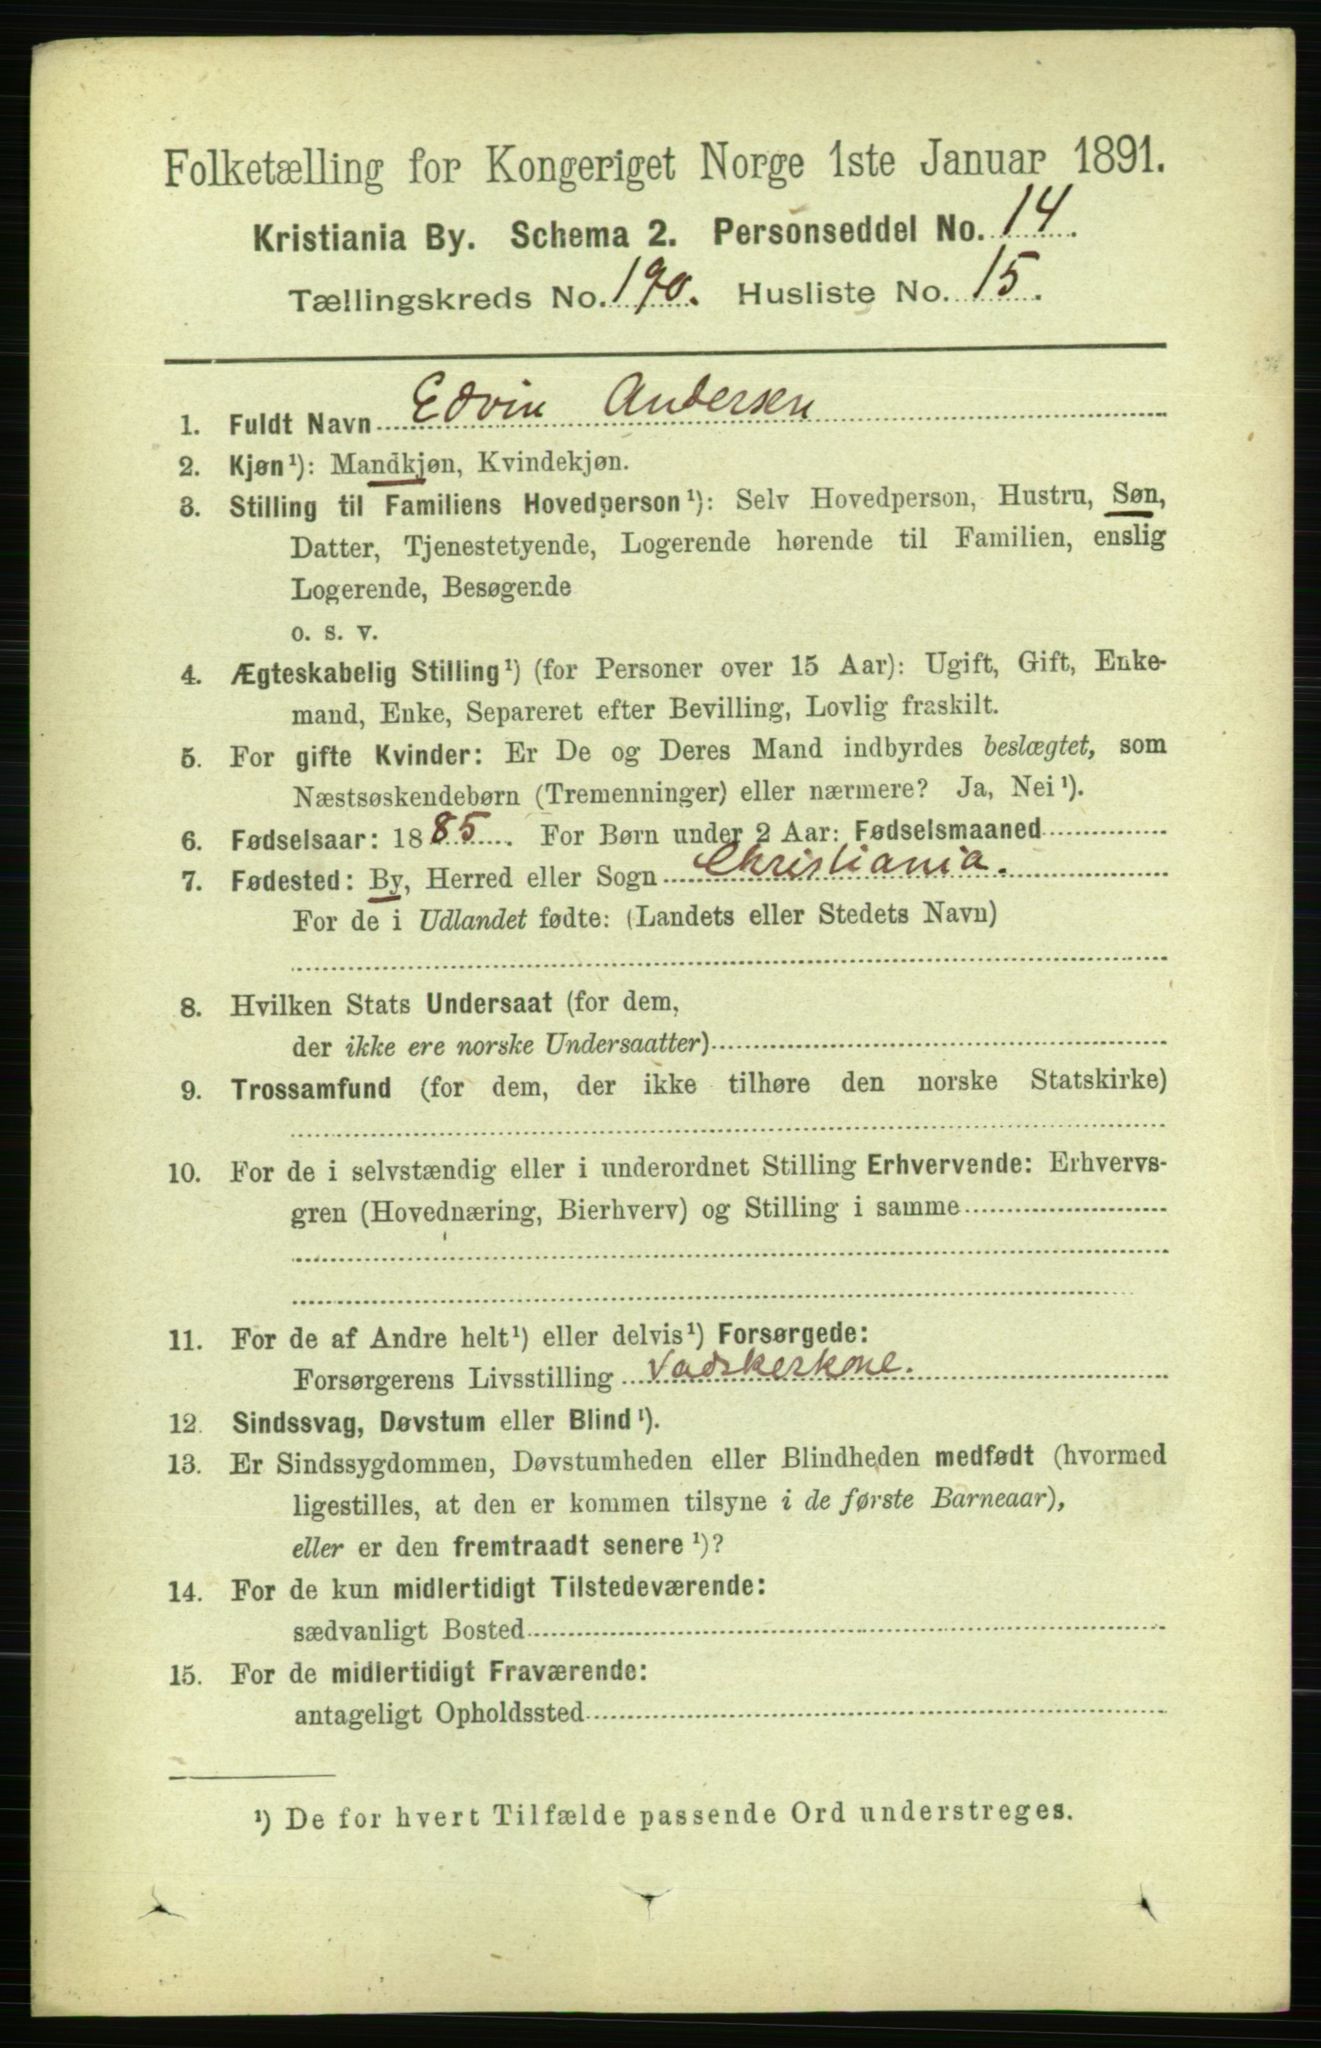 Folketælling for Kongeriget Norge 1ste Januar 1891.
Kristiania By. Schema 2. Personseddel No. 14.
Tællingskreds No. 190. Husliste No. 15.
1. Fuldt Navn Edvin Andersen
2. Kjøn¹): Mandkjøn, Kvindekjøn.
3. Stilling til Familiens Hovedperson¹): Selv Hovedperson, Hustru, Søn,
Datter, Tjenestetyende, Logerende hørende til Familien, enslig
Logerende, Besøgende
o. s. v.
4. Ægteskabelig Stilling¹) (for Personer over 15 Aar): Ugift, Gift, Enke-
mand, Enke, Separeret efter Bevilling, Lovlig fraskilt.
5. For gifte Kvinder: Er De og Deres Mand indbyrdes beslægtet, som
Næstsøskendebørn (Tremenninger) eller nærmere? Ja, Nei¹).
6. Fødselsaar: 1885. For Børn under 2 Aar: Fødselsmaaned
7. Fødested: By, Herred eller Sogn Christiania.
For de i Udlandet fødte: (Landets eller Stedets Navn)
8. Hvilken Stats Undersaat (for dem,
der ikke ere norske Undersaatter)
9. Trossamfund (for dem, der ikke tilhøre den norske Statskirke)
10. For de i selvstændig eller i underordnet Stilling Erhvervende: Erhvervs-
gren (Hovednæring, Bierhverv) og Stilling i samme
11. For de af Andre helt¹) eller delvis¹) Forsørgede:
Forsørgerens Livsstilling Vadskerkone.
12. Sindssvag, Døvstum eller Blind¹).
13. Er Sindssygdommen, Døvstumheden eller Blindheden medfødt (hvormed
ligestilles, at den er kommen tilsyne i de første Barneaar),
eller er den fremtraadt senere¹)?
14. For de kun midlertidigt Tilstedeværende:
sædvanligt Bosted
15. For de midlertidigt Fraværende:
antageligt Opholdssted
¹) De for hvert Tilfælde passende Ord understreges.